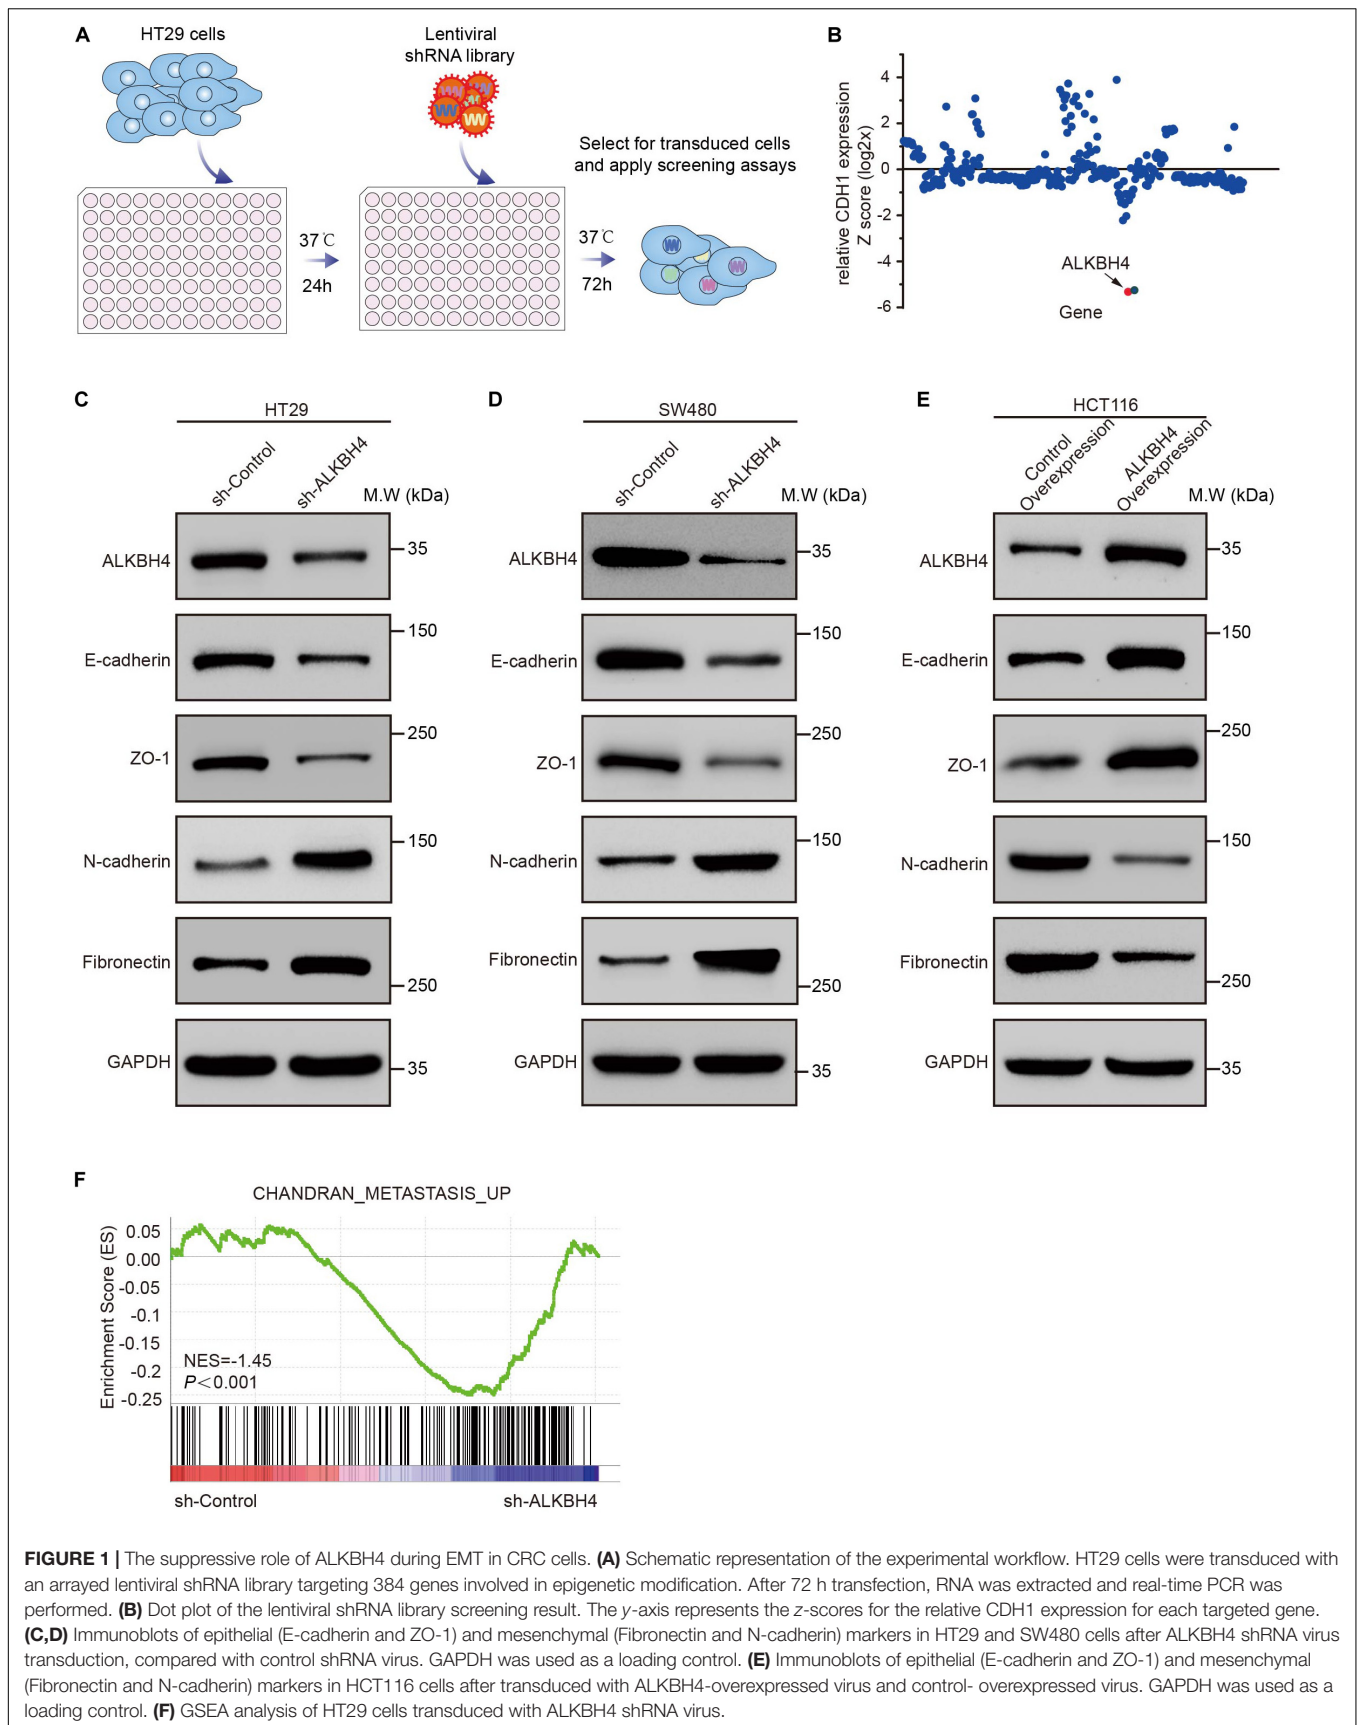 A
HT29 cells
Lentiviral
shRNA library
Select for transduced cells
and apply screening assays
37℃
24h
37℃
72h
B
relative CDH1 expression
Z score (log2x)
4
2
0
-2
-4
-6
ALKBH4
Gene
C
HT29
sh-Control
sh-ALKBH4
M.W (kDa)
ALKBH4
35
E-cadherin
150
ZO-1
250
N-cadherin
150
Fibronectin
250
GAPDH
35
D
SW480
sh-Control
sh-ALKBH4
M.W (kDa)
ALKBH4
35
E-cadherin
150
ZO-1
250
N-cadherin
150
Fibronectin
250
GAPDH
35
E
HCT116
Control
Overexpression
ALKBH4
Overexpression
M.W (kDa)
ALKBH4
35
E-cadherin
150
ZO-1
250
N-cadherin
150
Fibronectin
250
GAPDH
35
F
CHANDRAN_METASTASIS_UP
Enrichment Score (ES)
0.05
0.00
-0.05
-0.1
-0.15
-0.2
-0.25
NES=-1.45
P<0.001
sh-Control
sh-ALKBH4
FIGURE 1 | The suppressive role of ALKBH4 during EMT in CRC cells. (A) Schematic representation of the experimental workflow. HT29 cells were transduced with
an arrayed lentiviral shRNA library targeting 384 genes involved in epigenetic modification. After 72 h transfection, RNA was extracted and real-time PCR was
performed. (B) Dot plot of the lentiviral shRNA library screening result. The y-axis represents the z-scores for the relative CDH1 expression for each targeted gene.
(C,D) Immunoblots of epithelial (E-cadherin and ZO-1) and mesenchymal (Fibronectin and N-cadherin) markers in HT29 and SW480 cells after ALKBH4 shRNA virus
transduction, compared with control shRNA virus. GAPDH was used as a loading control. (E) Immunoblots of epithelial (E-cadherin and ZO-1) and mesenchymal
(Fibronectin and N-cadherin) markers in HCT116 cells after transduced with ALKBH4-overexpressed virus and control- overexpressed virus. GAPDH was used as a
loading control. (F) GSEA analysis of HT29 cells transduced with ALKBH4 shRNA virus.